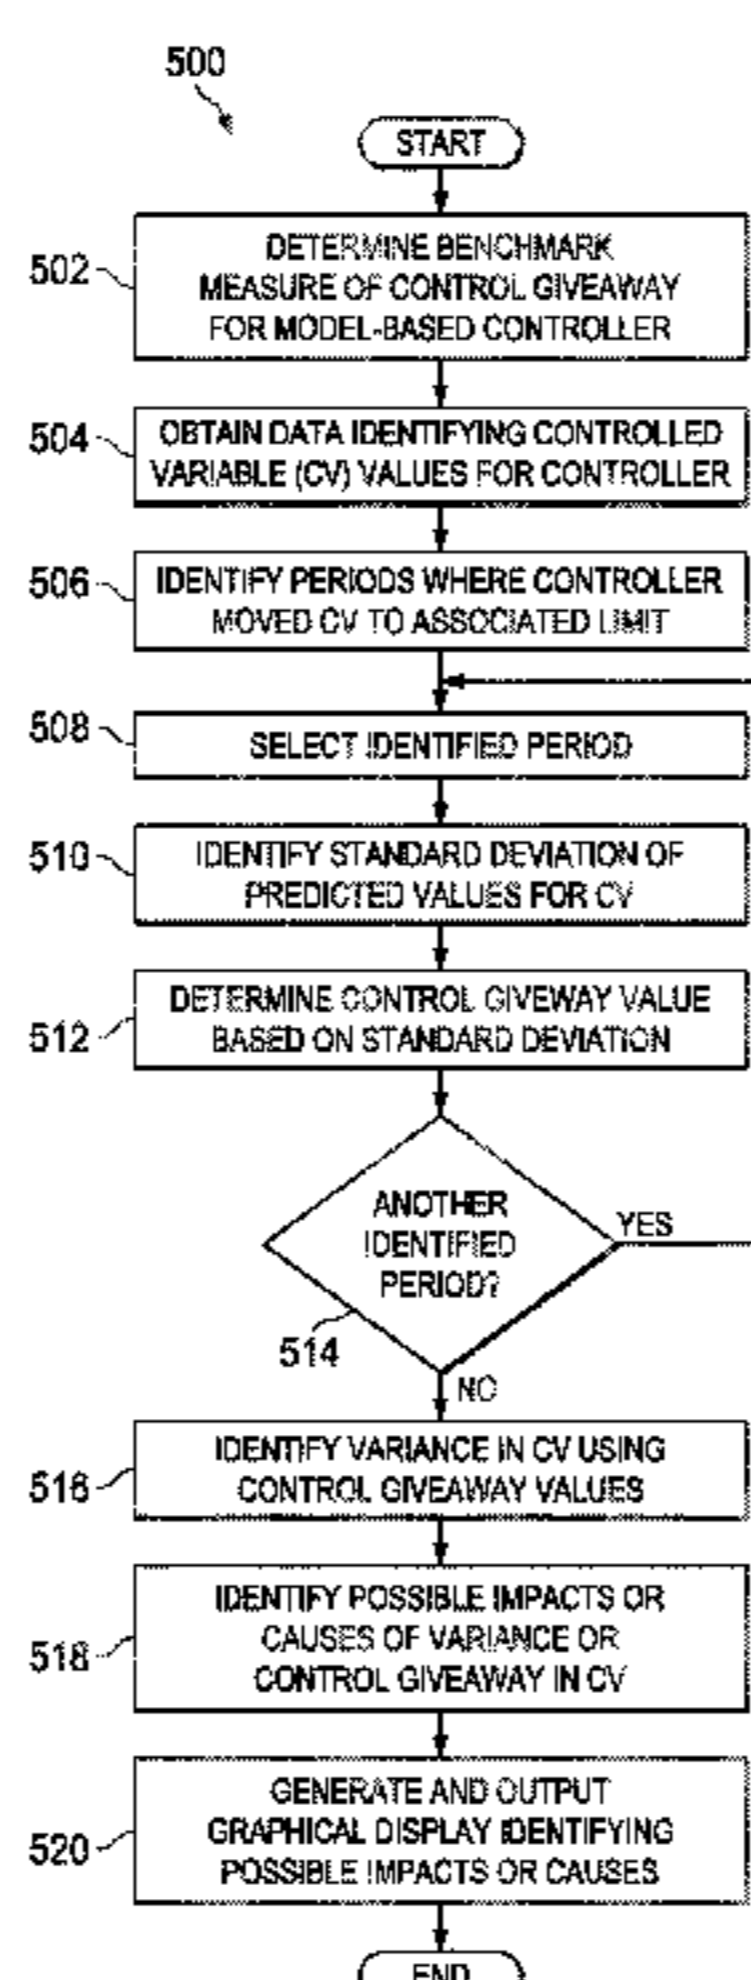 500
START
502
DETERMINE BENCHMARK
MEASURE OF CONTROL GIVEAWAY
FOR MODEL-BASED CONTROLLER
504
OBTAIN DATA IDENTIFYING CONTROLLED
VARIABLE (CV) VALUES FOR CONTROLLER
506
IDENTIFY PERIODS WHERE CONTROLLER
MOVED CV TO ASSOCIATED LIMIT
508
SELECT IDENTIFIED PERIOD
510
IDENTIFY STANDARD DEVIATION OF
PREDICTED VALUES FOR CV
512
DETERMINE CONTROL GIVEWAY VALUE
BASED ON STANDARD DEVIATION
ANOTHER
IDENTIFIED
PERIOD?
YES
514
NO
516
IDENTIFY VARIANCE IN CV USING
CONTROL GIVEAWAY VALUES
518
IDENTIFY POSSIBLE IMPACTS OR
CAUSES OF VARIANCE OR
CONTROL GIVEAWAY IN CV
520
GENERATE AND OUTPUT
GRAPHICAL DISPLAY IDENTIFYING
POSSIBLE IMPACTS OR CAUSES
END